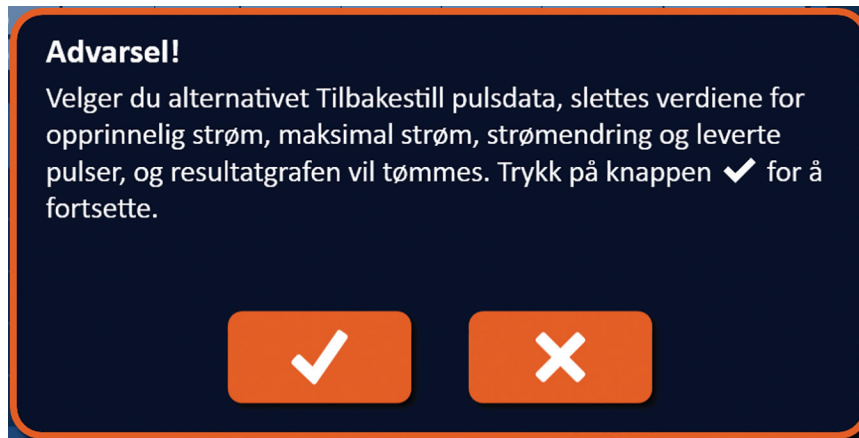 Advarsel!
Velger du alternativet Tilbakestill pulsdata, slettes verdiene for
opprinnelig strøm, maksimal strøm, strømendring og leverte
pulser, og resultatgrafen vil tømmes. Trykk på knappen ✔ for å
fortsette.